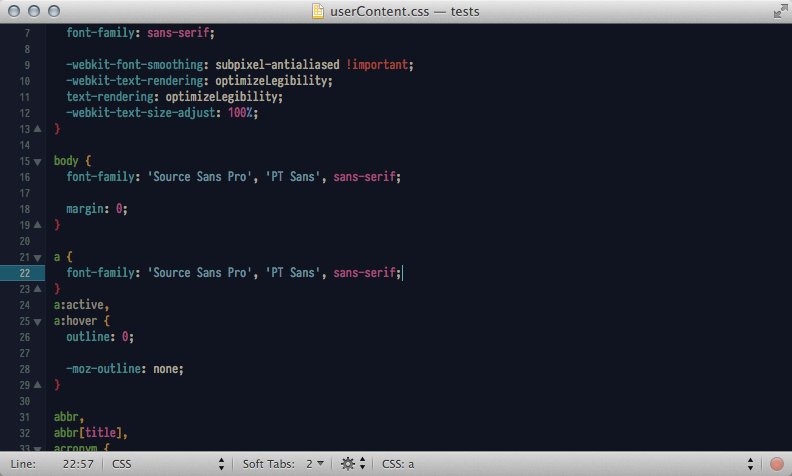 userContent.css — tests
7 font-family: sans-serif;
8
9 -webkit-font-smoothing: subpixel-antialiased !important;
10 -webkit-text-rendering: optimizeLegibility;
11 text-rendering: optimizeLegibility;
12 -webkit-text-size-adjust: 100%;
13 }
14
15 body {
16 font-family: 'Source Sans Pro', 'PT Sans', sans-serif;
17
18 margin: 0;
19 }
20
21 a {
22 font-family: 'Source Sans Pro', 'PT Sans', sans-serif;
23 }
24 a:active,
25 a:hover {
26 outline: 0;
27
28 -moz-outline: none;
29 }
30
31 abbr,
32 abbr[title],
33 acronym {
Line: 22:57 CSS Soft Tabs: 2 CSS: a